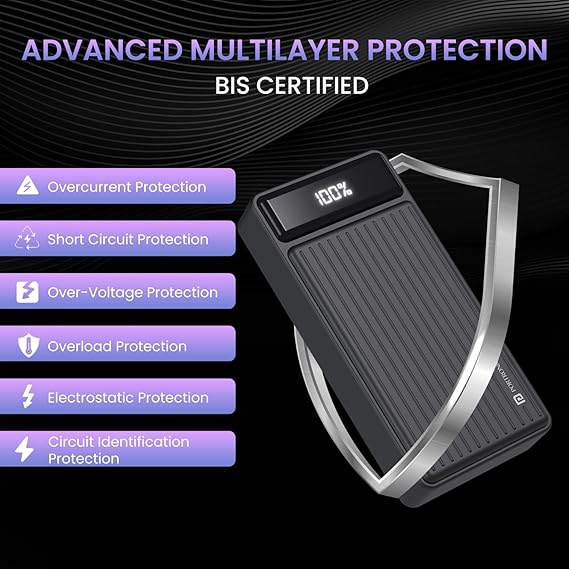 ADVANCED MULTILAYER PROTECTION
BIS CERTIFIED
Overcurrent Protection
Short Circuit Protection
Over-Voltage Protection
Overload Protection
Electrostatic Protection
Circuit Identification
Protection
100%